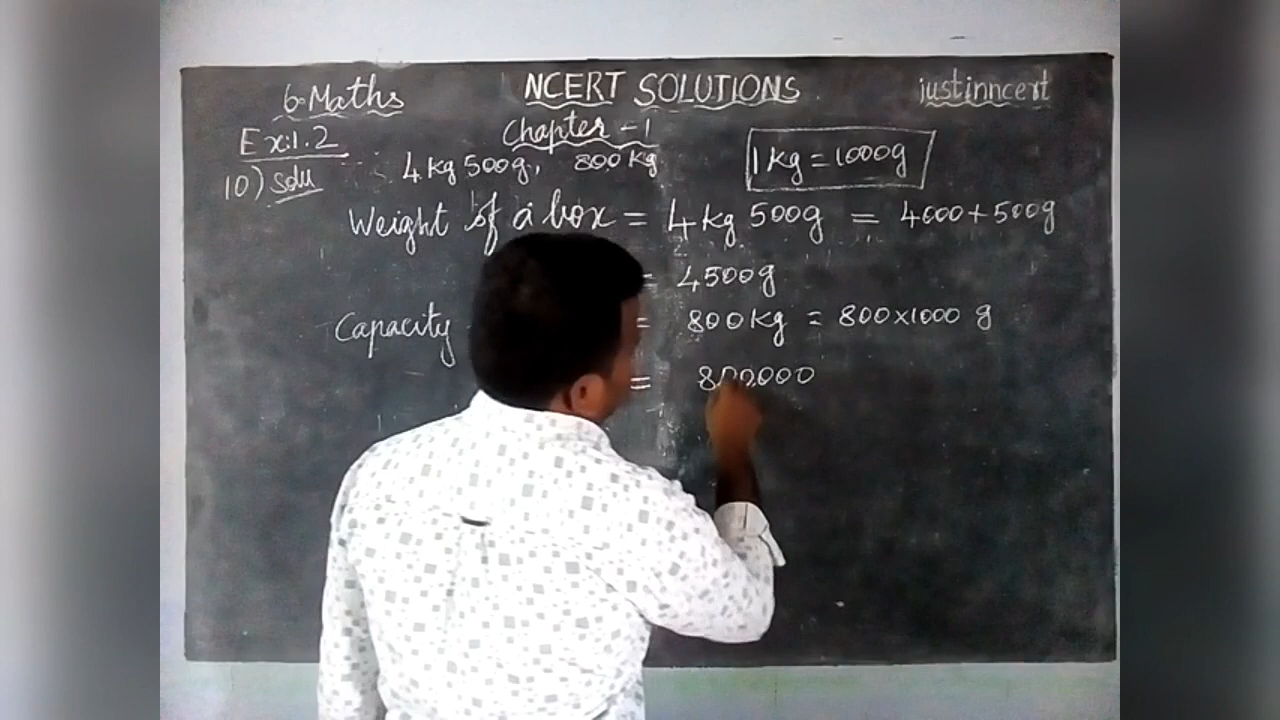 6. Maths NCERT SOLUTIONS justinncert
Chapter - 1
Ex:1.2
10) Solu 4 kg 500g, 800 kg 1 kg = 1000g
Weight of a box = 4 kg 500g = 4000 + 500g
= 4500g
Capacity = 800 kg = 800 x 1000 g
= 800000